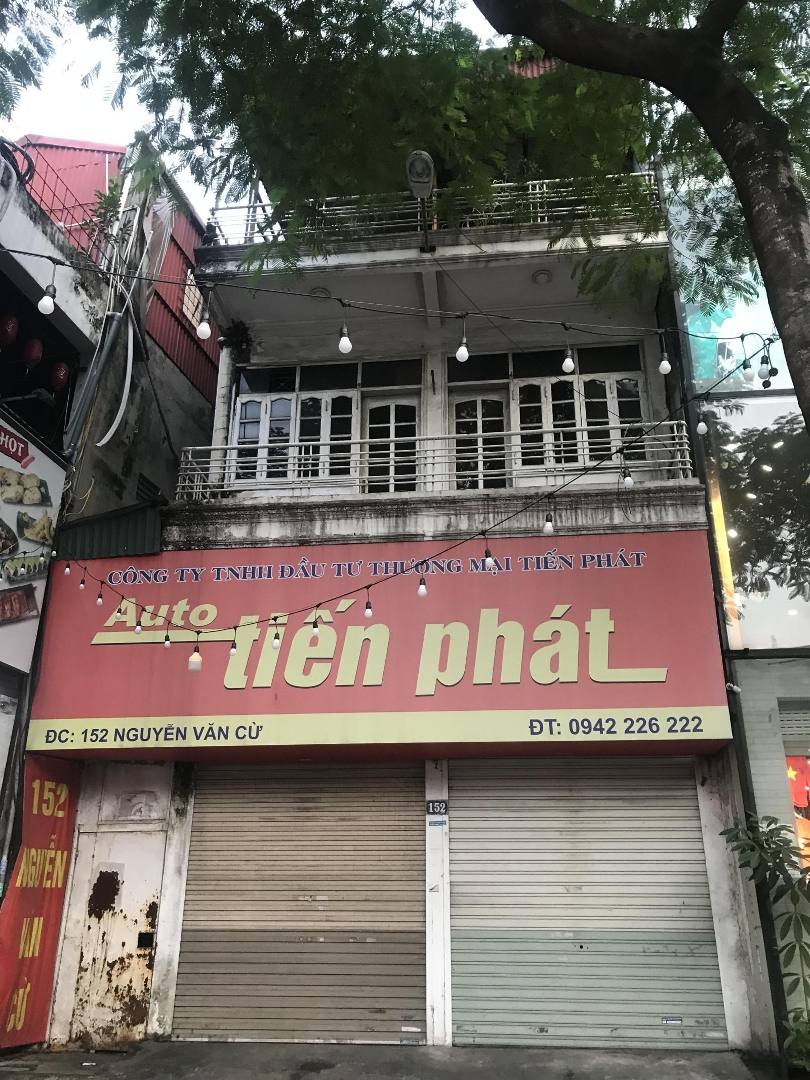 HỌT
CÔNG TY TNHH ĐẦU TƯ THƯƠNG MẠI TIẾN PHÁT
Auto
tiến phát
ĐC: 152 NGUYỄN VĂN CỪ
ĐT: 0942 226 222
152
152
NGUYỄN
VĂN
CỪ